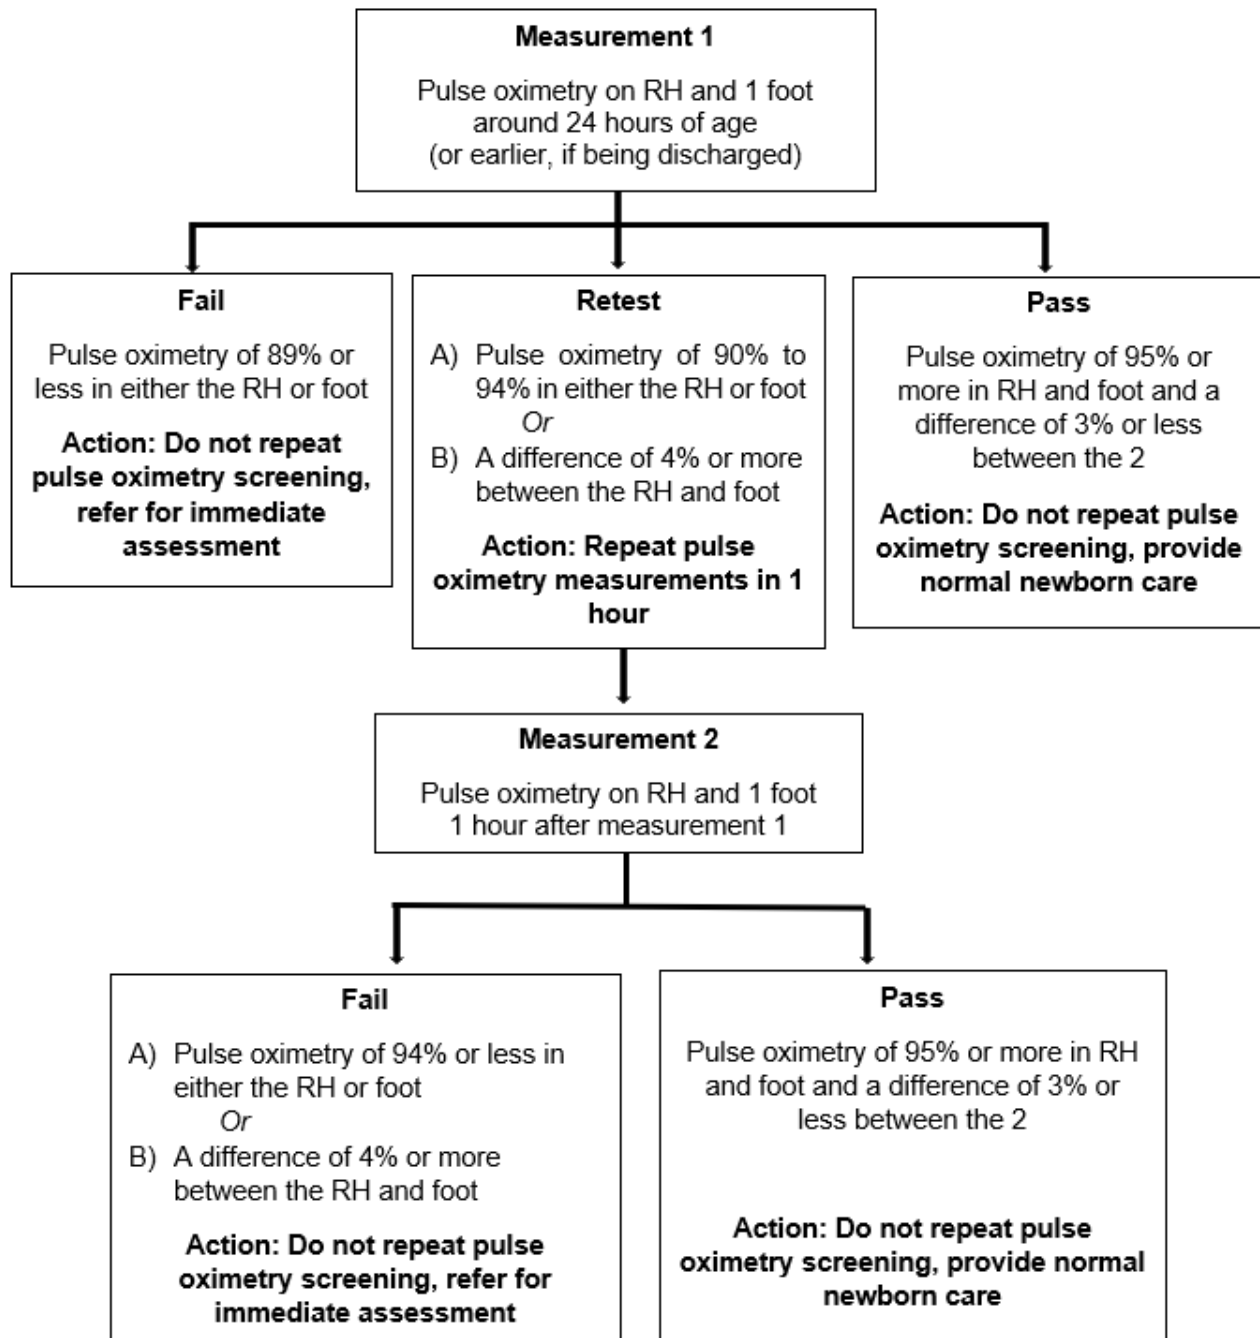 Measurement 1
Pulse oximetry on RH and 1 foot
around 24 hours of age
(or earlier, if being discharged)
Fail
Pulse oximetry of 89% or
less in either the RH or foot
Action: Do not repeat
pulse oximetry screening,
refer for immediate
assessment
Retest
A) Pulse oximetry of 90% to
94% in either the RH or foot
Or
B) A difference of 4% or more
between the RH and foot
Action: Repeat pulse
oximetry measurements in 1
hour
Pass
Pulse oximetry of 95% or
more in RH and foot and a
difference of 3% or less
between the 2
Action: Do not repeat pulse
oximetry screening, provide
normal newborn care
Measurement 2
Pulse oximetry on RH and 1 foot
1 hour after measurement 1
Fail
A) Pulse oximetry of 94% or less in
either the RH or foot
Or
B) A difference of 4% or more
between the RH and foot
Action: Do not repeat pulse
oximetry screening, refer for
immediate assessment
Pass
Pulse oximetry of 95% or more in RH
and foot and a difference of 3% or
less between the 2
Action: Do not repeat pulse
oximetry screening, provide normal
newborn care